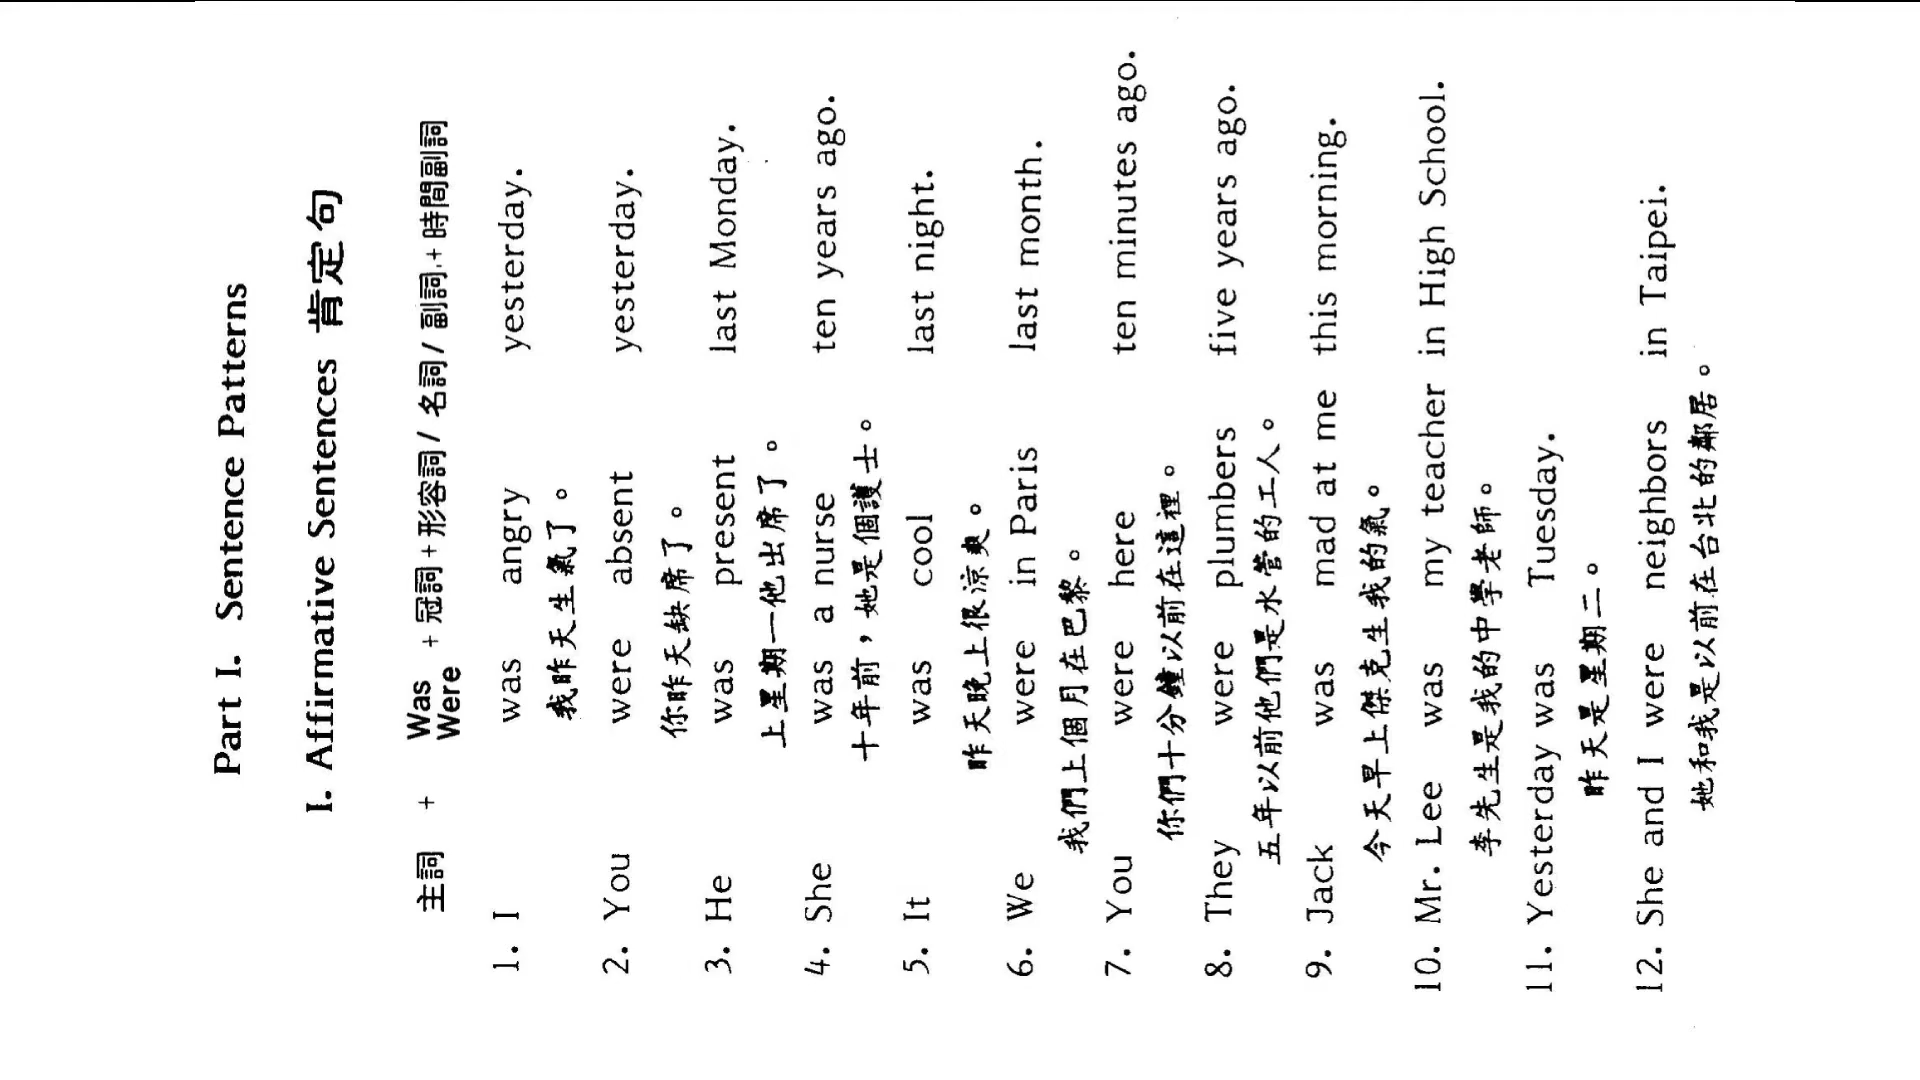 Part I. Sentence Patterns
I. Affirmative Sentences 肯定句
主詞 + Was Were + 冠詞+形容詞/ 名詞/ 副詞.+ 時間副詞
1. I was angry yesterday.
我昨天生氣了。
2. You were absent yesterday.
你昨天缺席了。
3. He was present last Monday.
上星期一他出席了。
4. She was a nurse ten years ago.
十年前，她是個護士。
5. It was cool last night.
昨天晚上很涼爽。
6. We were in Paris last month.
我們上個月在巴黎。
7. You were here ten minutes ago.
你們十分鐘以前在這裡。
8. They were plumbers five years ago.
五年以前他們是水管的工人。
9. Jack was mad at me this morning.
今天早上傑克生我的氣。
10. Mr. Lee was my teacher in High School.
李先生是我的中學老師。
11. Yesterday was Tuesday.
昨天是星期二。
12. She and I were neighbors in Taipei.
她和我是以前在台北的鄰居。